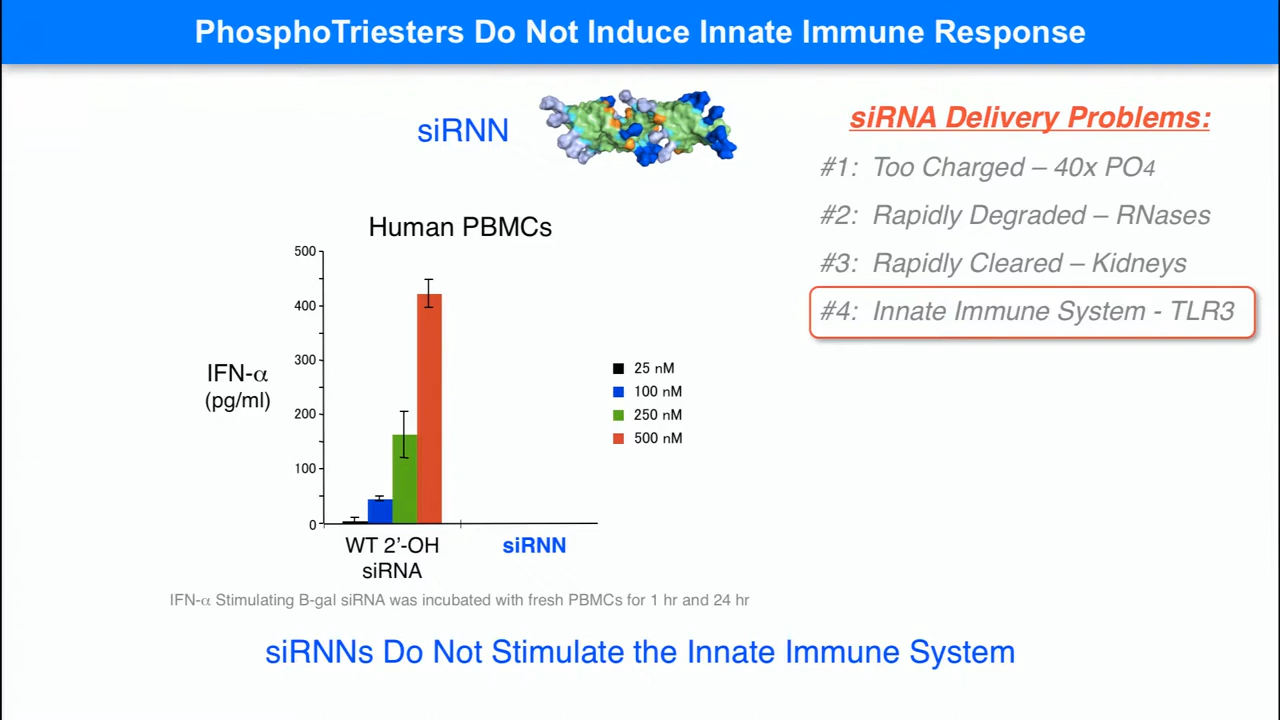 PhosphoTriesters Do Not Induce Innate Immune Response
siRNN
siRNA Delivery Problems:
#1: Too Charged – 40x PO4
#2: Rapidly Degraded – RNases
#3: Rapidly Cleared – Kidneys
#4: Innate Immune System - TLR3
Human PBMCs
500
400
300
200
100
0
IFN-α
(pg/ml)
25 nM
100 nM
250 nM
500 nM
WT 2’-OH
siRNA
siRNN
IFN-α Stimulating B-gal siRNA was incubated with fresh PBMCs for 1 hr and 24 hr
siRNNs Do Not Stimulate the Innate Immune System